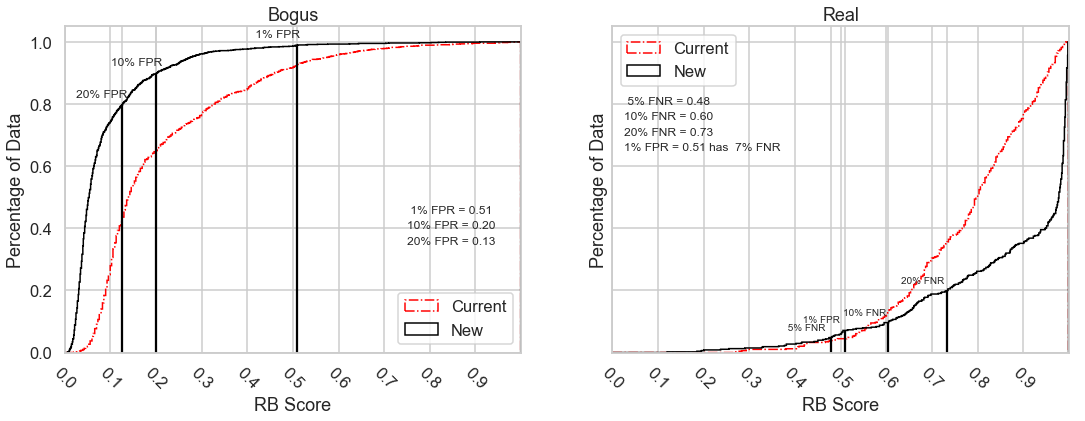 Bogus
1% FPR
10% FPR
20% FPR
1% FPR = 0.51
10% FPR = 0.20
20% FPR = 0.13
Current
New
1.0
0.8
0.6
0.4
0.2
0.0
Percentage of Data
0.0 0.1 0.2 0.3 0.4 0.5 0.6 0.7 0.8 0.9
RB Score
Real
Current
New
5% FNR = 0.48
10% FNR = 0.60
20% FNR = 0.73
1% FPR = 0.51 has 7% FNR
20% FNR
10% FNR
1% FPR
5% FNR
Percentage of Data
0.0 0.1 0.2 0.3 0.4 0.5 0.6 0.7 0.8 0.9
RB Score